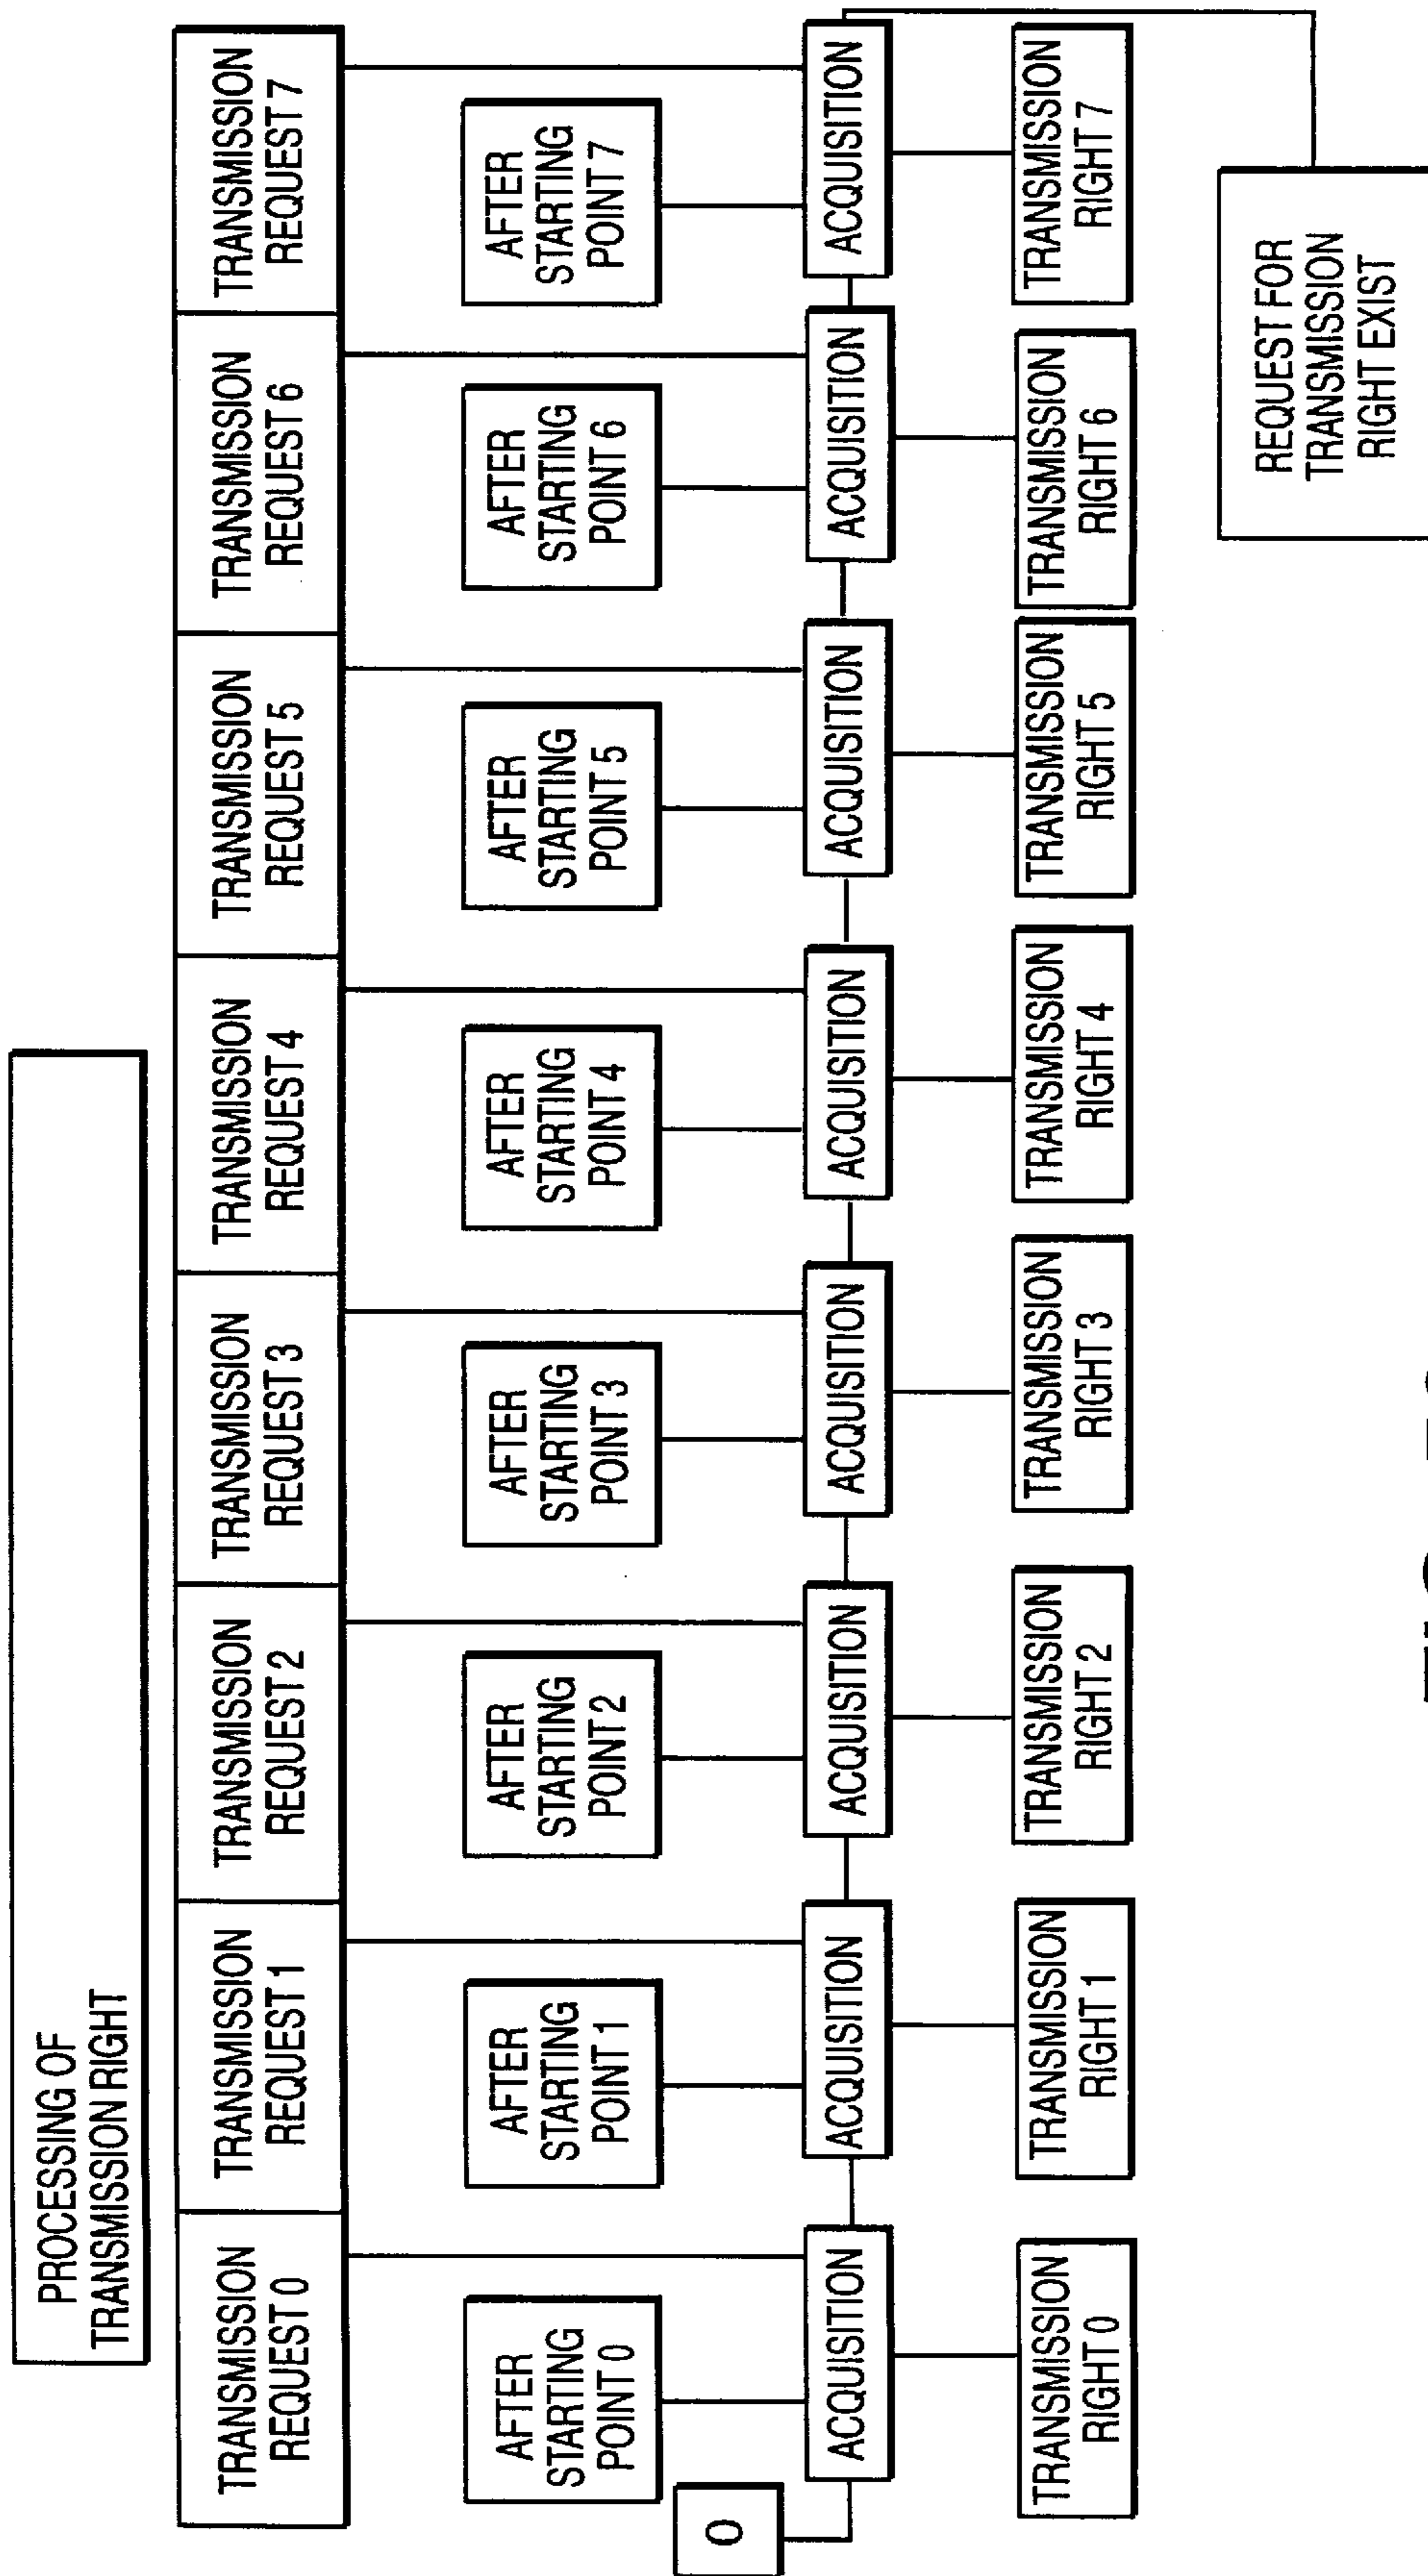 PROCESSING OF
TRANSMISSION RIGHT
TRANSMISSION
REQUEST 0
TRANSMISSION
REQUEST 1
TRANSMISSION
REQUEST 2
TRANSMISSION
REQUEST 3
TRANSMISSION
REQUEST 4
TRANSMISSION
REQUEST 5
TRANSMISSION
REQUEST 6
TRANSMISSION
REQUEST 7
AFTER
STARTING
POINT 0
AFTER
STARTING
POINT 1
AFTER
STARTING
POINT 2
AFTER
STARTING
POINT 3
AFTER
STARTING
POINT 4
AFTER
STARTING
POINT 5
AFTER
STARTING
POINT 6
AFTER
STARTING
POINT 7
0
ACQUISITION
ACQUISITION
ACQUISITION
ACQUISITION
ACQUISITION
ACQUISITION
ACQUISITION
ACQUISITION
TRANSMISSION
RIGHT 0
TRANSMISSION
RIGHT 1
TRANSMISSION
RIGHT 2
TRANSMISSION
RIGHT 3
TRANSMISSION
RIGHT 4
TRANSMISSION
RIGHT 5
TRANSMISSION
RIGHT 6
TRANSMISSION
RIGHT 7
REQUEST FOR
TRANSMISSION
RIGHT EXIST